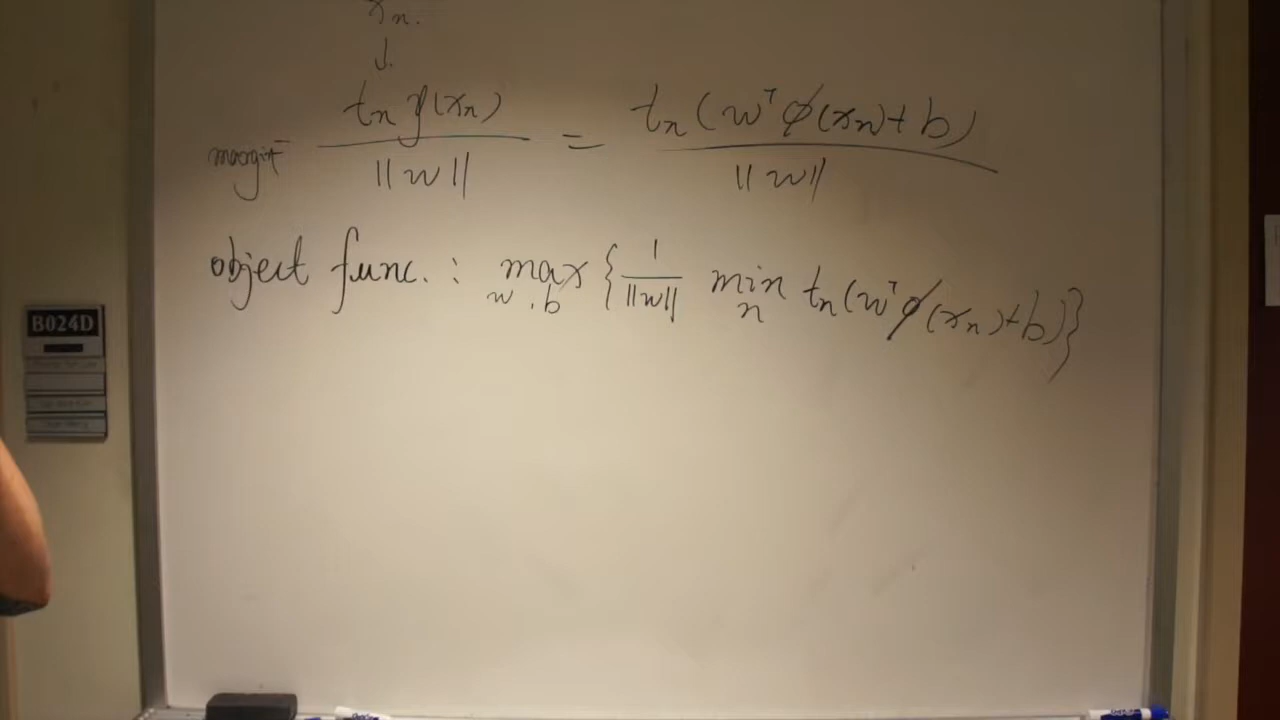 xₙ.
↓
margin = tₙ y(xₙ) / ||w|| = tₙ(wᵀϕ(xₙ)+b) / ||w||
object func. : max w,b {1/||w|| min n tₙ(wᵀϕ(xₙ)+b)}
B024D